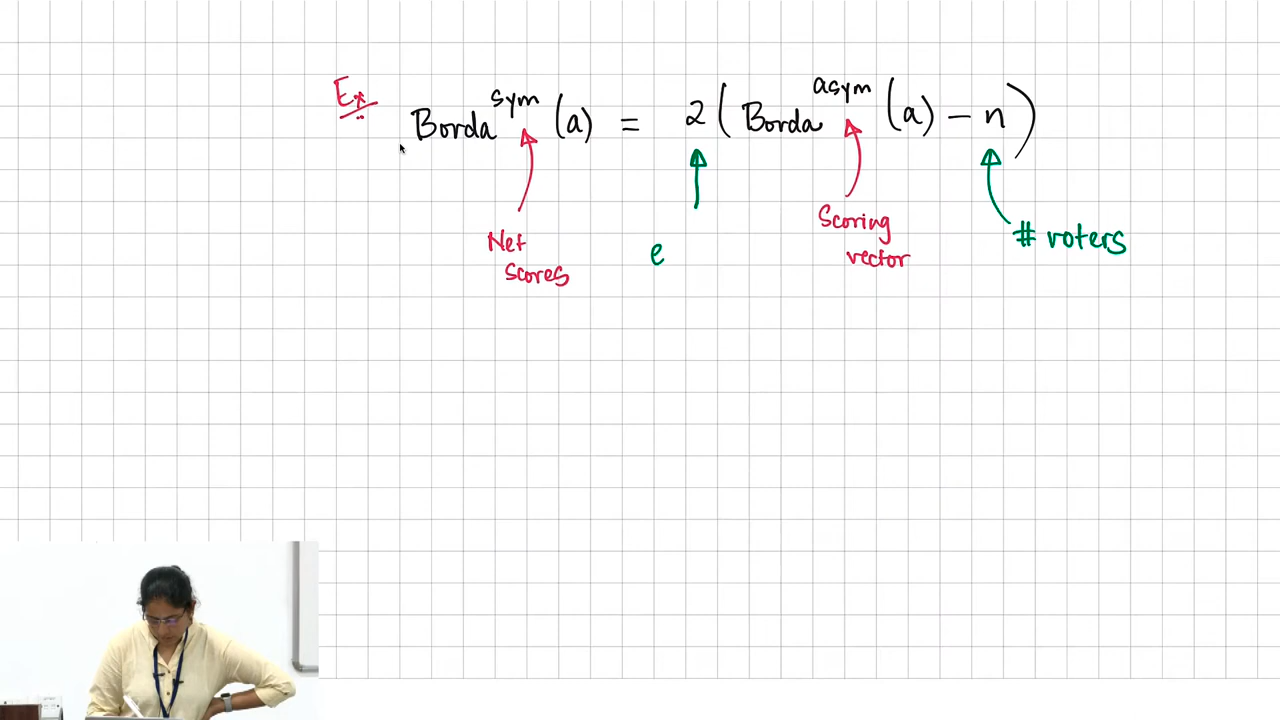 Ex
Borda^sym (a) = 2 (Borda^asym (a) - n)
Net
scores
e
Scoring
vector
# voters